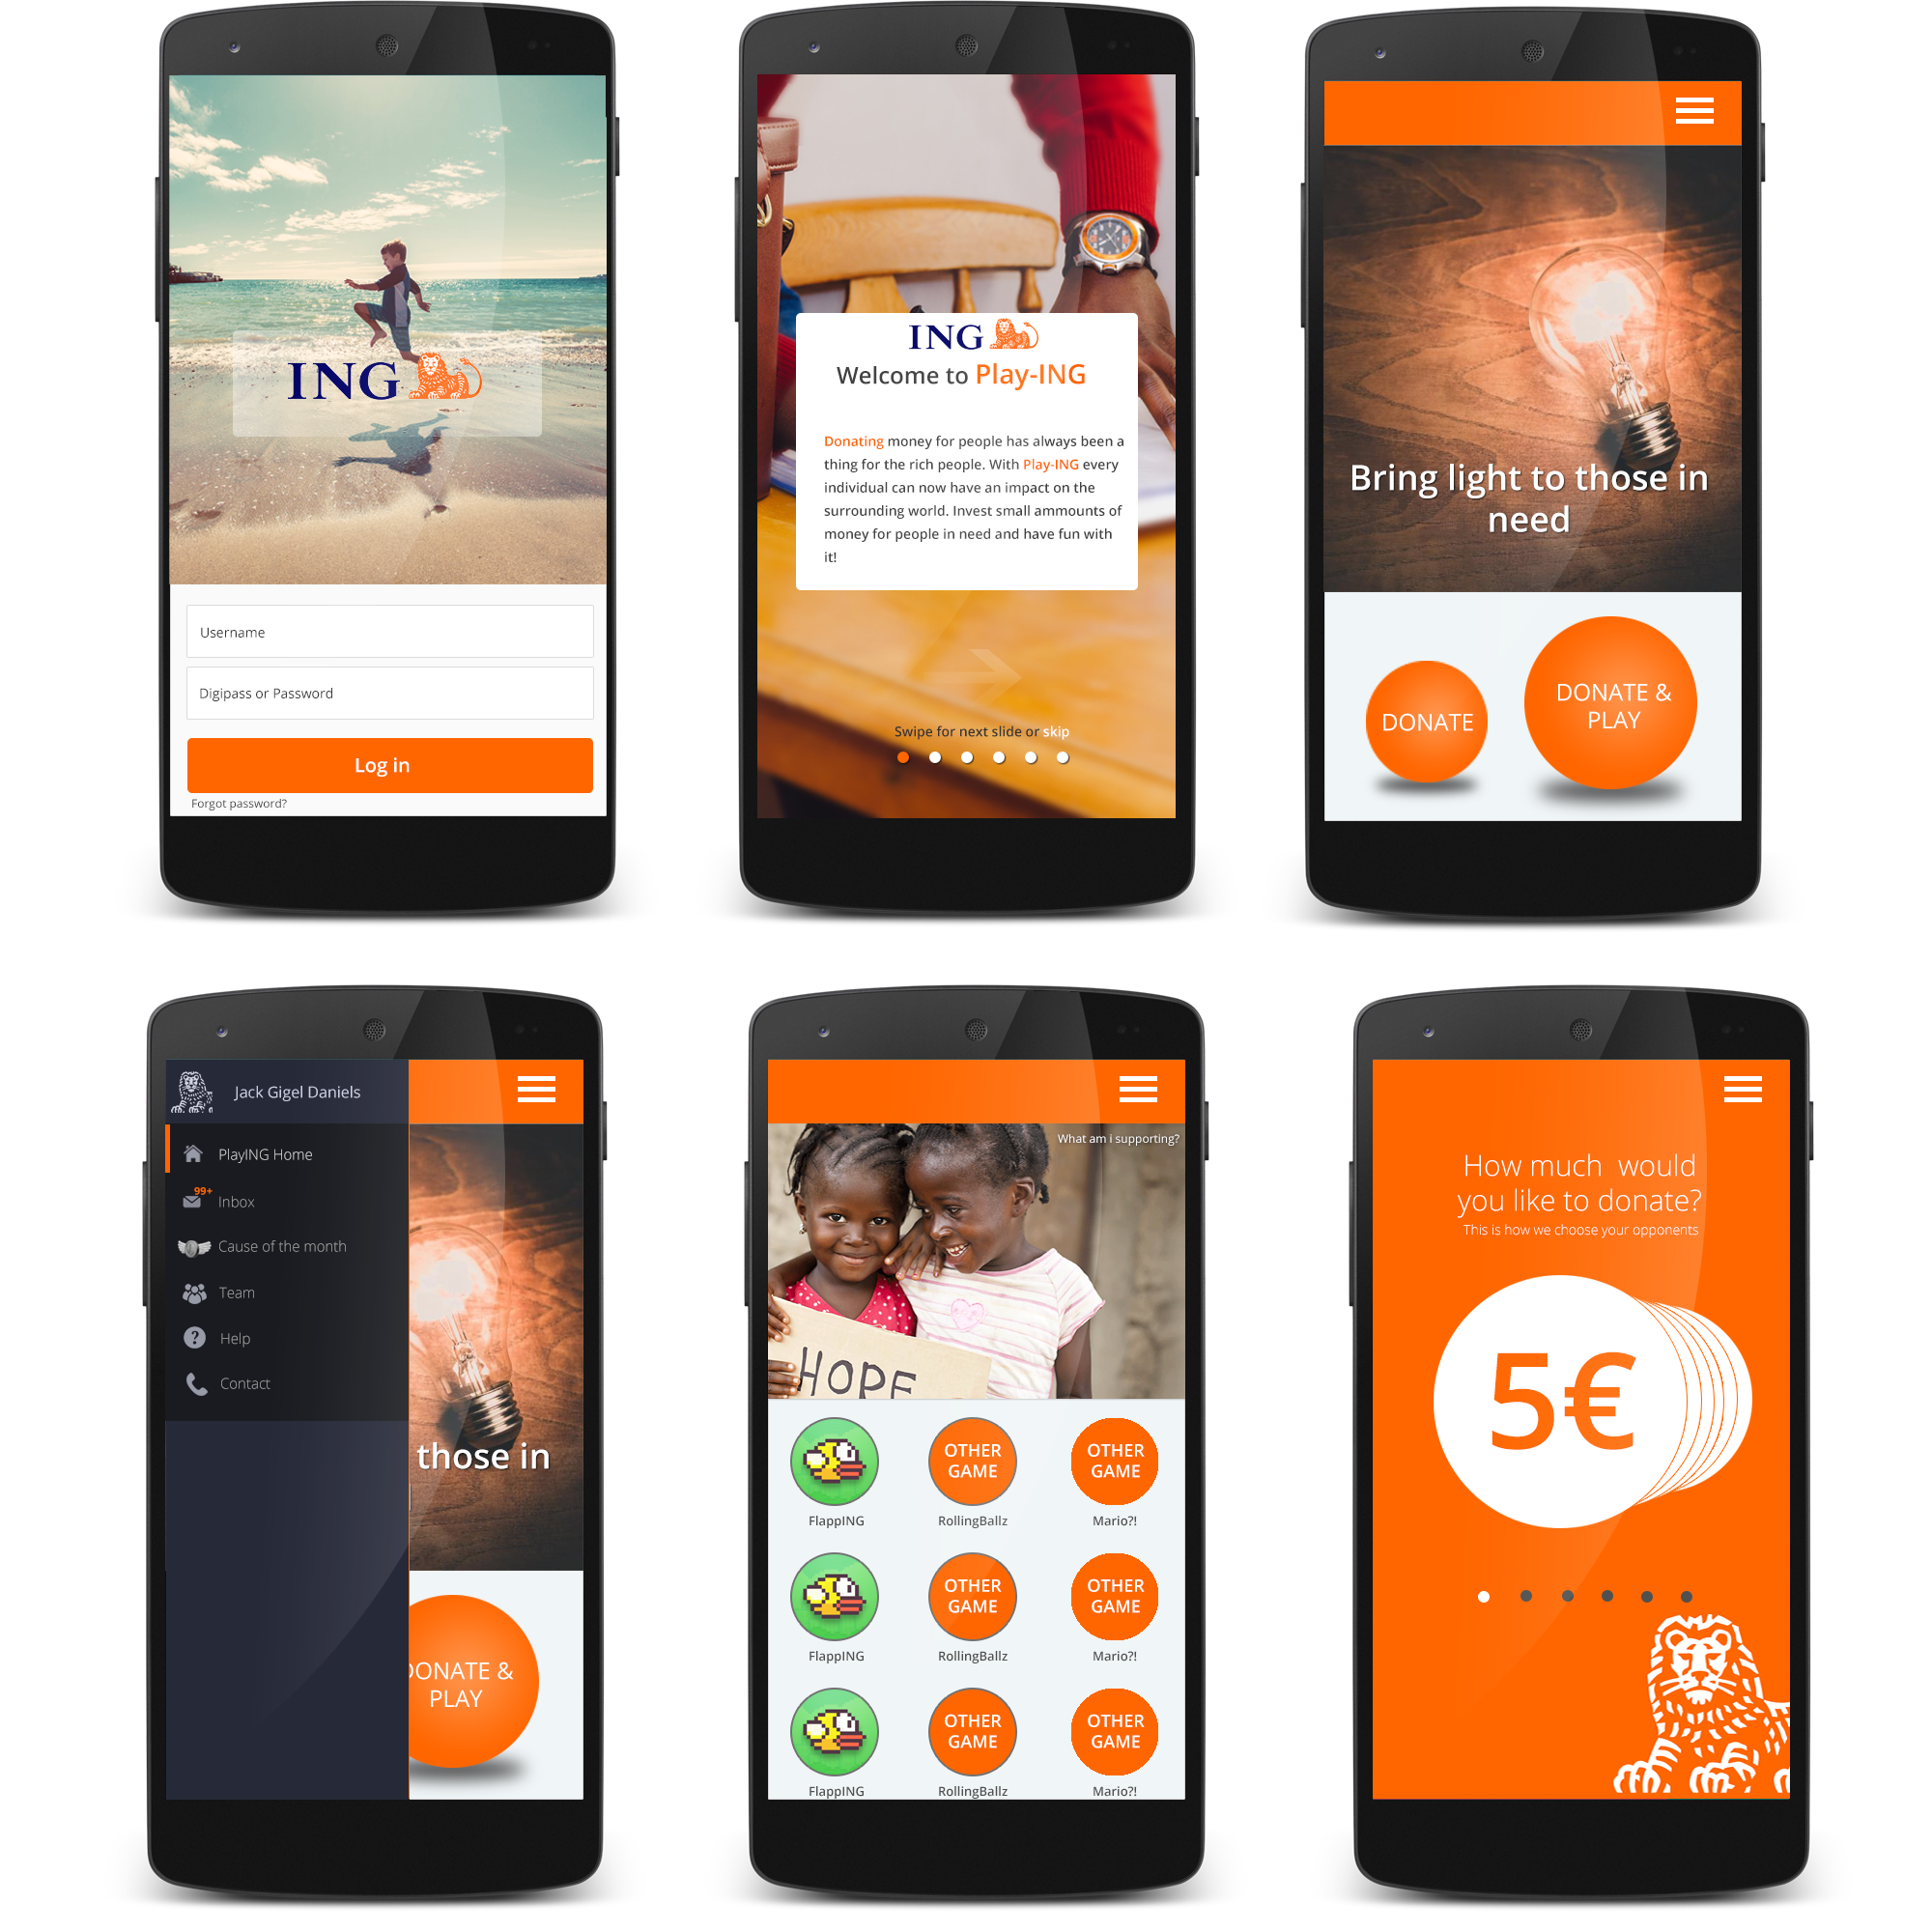 ING
Username
Digipass or Password
Log in
Forgot password?
ING
Welcome to Play-ING
Donating money for people has always been a
thing for the rich people. With Play-ING every
individual can now have an impact on the
surrounding world. Invest small ammounts of
money for people in need and have fun with
it!
Swipe for next slide or skip
Bring light to those in
need
DONATE
DONATE &
PLAY
Jack Gigel Daniels
PlayING Home
99+
Inbox
Cause of the month
Team
Help
Contact
those in
DONATE &
PLAY
What am i supporting?
HOPE
OTHER
GAME
OTHER
GAME
FlappING
RollingBallz
Mario?!
OTHER
GAME
OTHER
GAME
FlappING
RollingBallz
Mario?!
OTHER
GAME
OTHER
GAME
FlappING
RollingBallz
Mario?!
How much would
you like to donate?
This is how we choose your opponents
5€